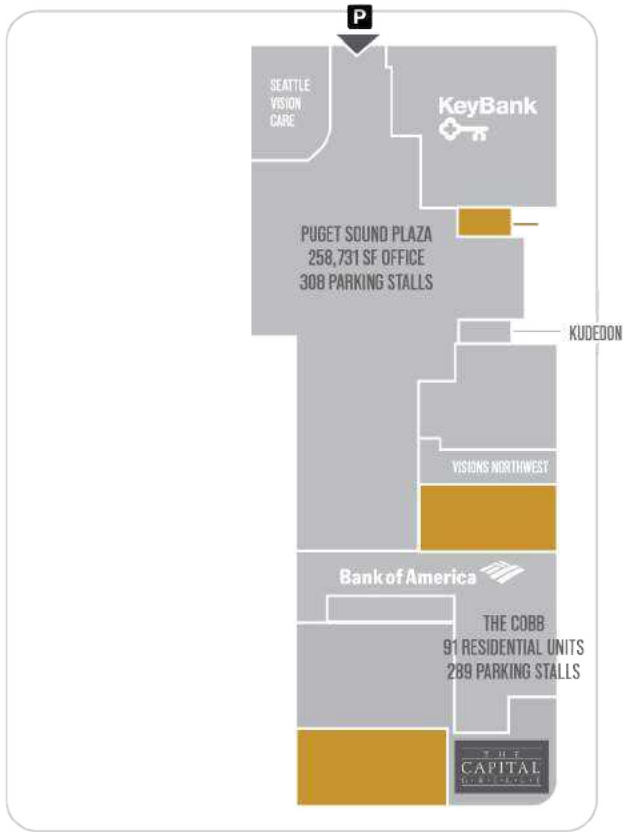 P
SEATTLE
VISION
CARE
KeyBank
PUGET SOUND PLAZA
258,731 SF OFFICE
308 PARKING STALLS
KUDEDON
VISIONS NORTHWEST
Bank of America
THE COBB
91 RESIDENTIAL UNITS
289 PARKING STALLS
THE
CAPITAL
GRILLE